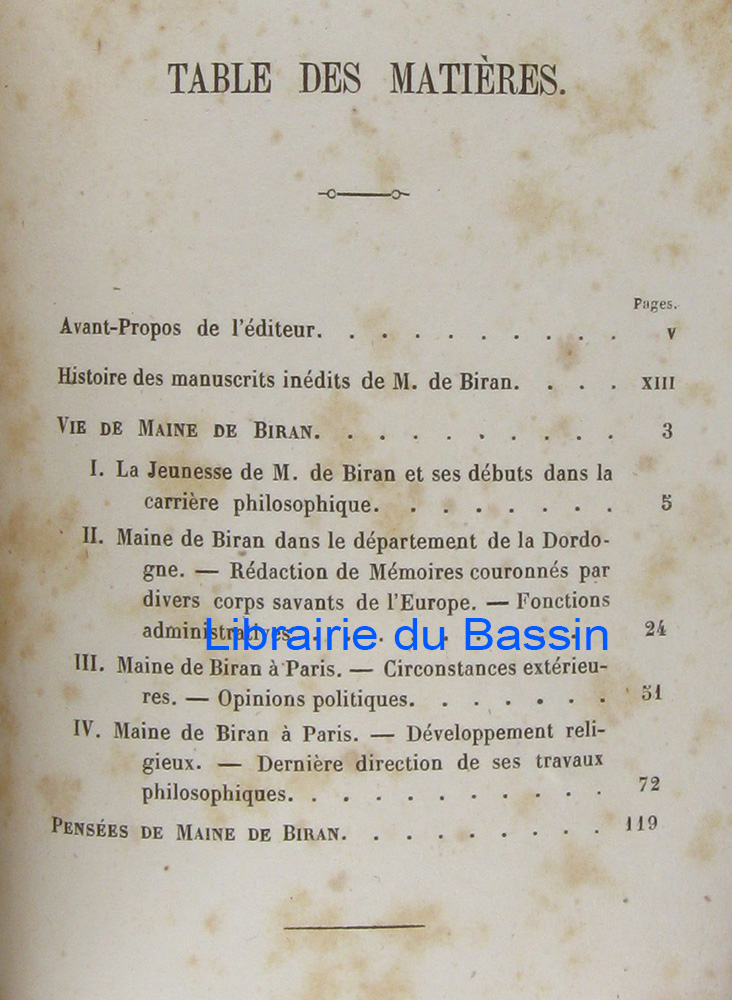 TABLE DES MATIÈRES.
Pages.
Avant-Propos de l'éditeur. . . . . . . . . . V
Histoire des manuscrits inédits de M. de Biran. . . . XIII
VIE DE MAINE DE BIRAN. . . . . . . . . . 3
I. La Jeunesse de M. de Biran et ses débuts dans la
carrière philosophique. . . . . . . . 5
II. Maine de Biran dans le département de la Dordo-
gne. — Rédaction de Mémoires couronnés par
divers corps savants de l'Europe. — Fonctions
administratives. . . . . . . . . 24
Librairie du Bassin
III. Maine de Biran à Paris. — Circonstances extérieu-
res. — Opinions politiques. . . . . . . 51
IV. Maine de Biran à Paris. — Développement reli-
gieux. — Dernière direction de ses travaux
philosophiques. . . . . . . . . . . . 72
PENSÉES DE MAINE DE BIRAN. . . . . . . . . 119